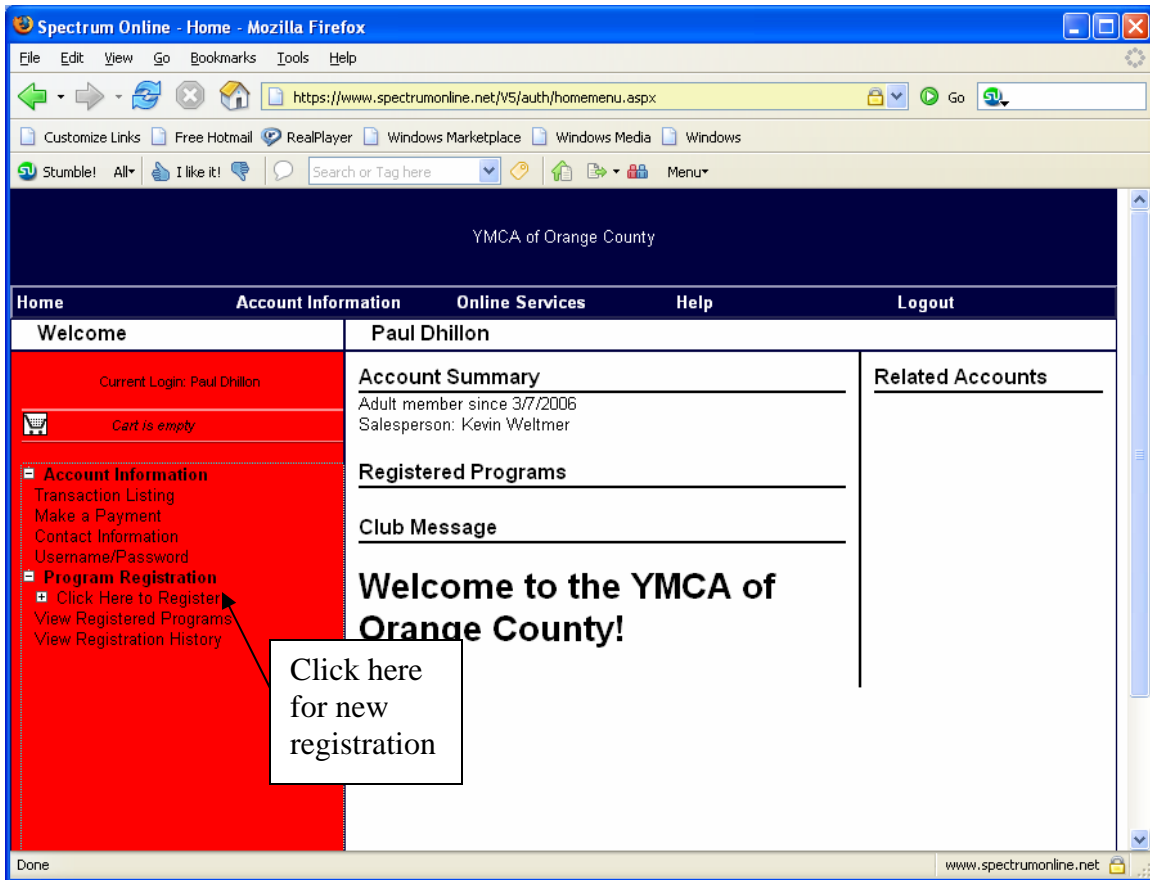 Spectrum Online - Home - Mozilla Firefox
File Edit View Go Bookmarks Tools Help
https://www.spectrumonline.net/V5/auth/homemenu.aspx Go
Customize Links Free Hotmail RealPlayer Windows Marketplace Windows Media Windows
Stumble! All I like it! Search or Tag here Menu
YMCA of Orange County
Home Account Information Online Services Help Logout
Welcome Paul Dhillon
Current Login: Paul Dhillon
Cart is empty
Account Information
Transaction Listing
Make a Payment
Contact Information
Username/Password
Program Registration
Click Here to Register
View Registered Programs
View Registration History
Account Summary
Adult member since 3/7/2006
Salesperson: Kevin Weltmer
Registered Programs
Club Message
Welcome to the YMCA of
Orange County!
Related Accounts
Click here
for new
registration
Done www.spectrumonline.net